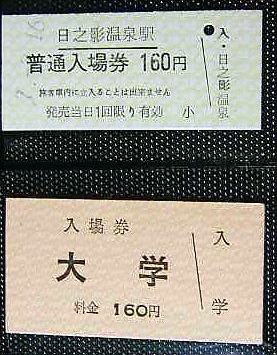 日之影温泉駅
普通入場券 160円
旅客車内に立入ることは出来ません
発売当日1回限り有効 小
入・日之影温泉
入場券
大学
料金 160円
入学